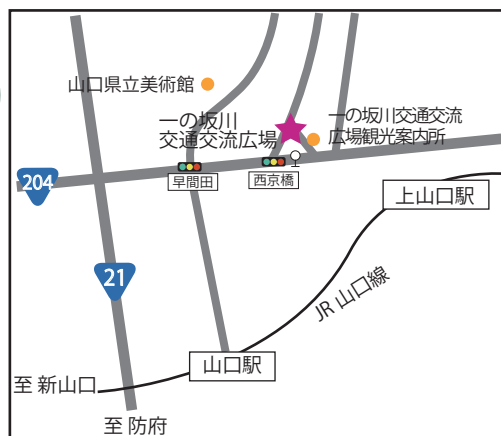 山口県立美術館
一の坂川
交通交流広場
一の坂川交通交流
広場観光案内所
204
早間田
西京橋
上山口駅
21
JR 山口線
山口駅
至 新山口
至 防府